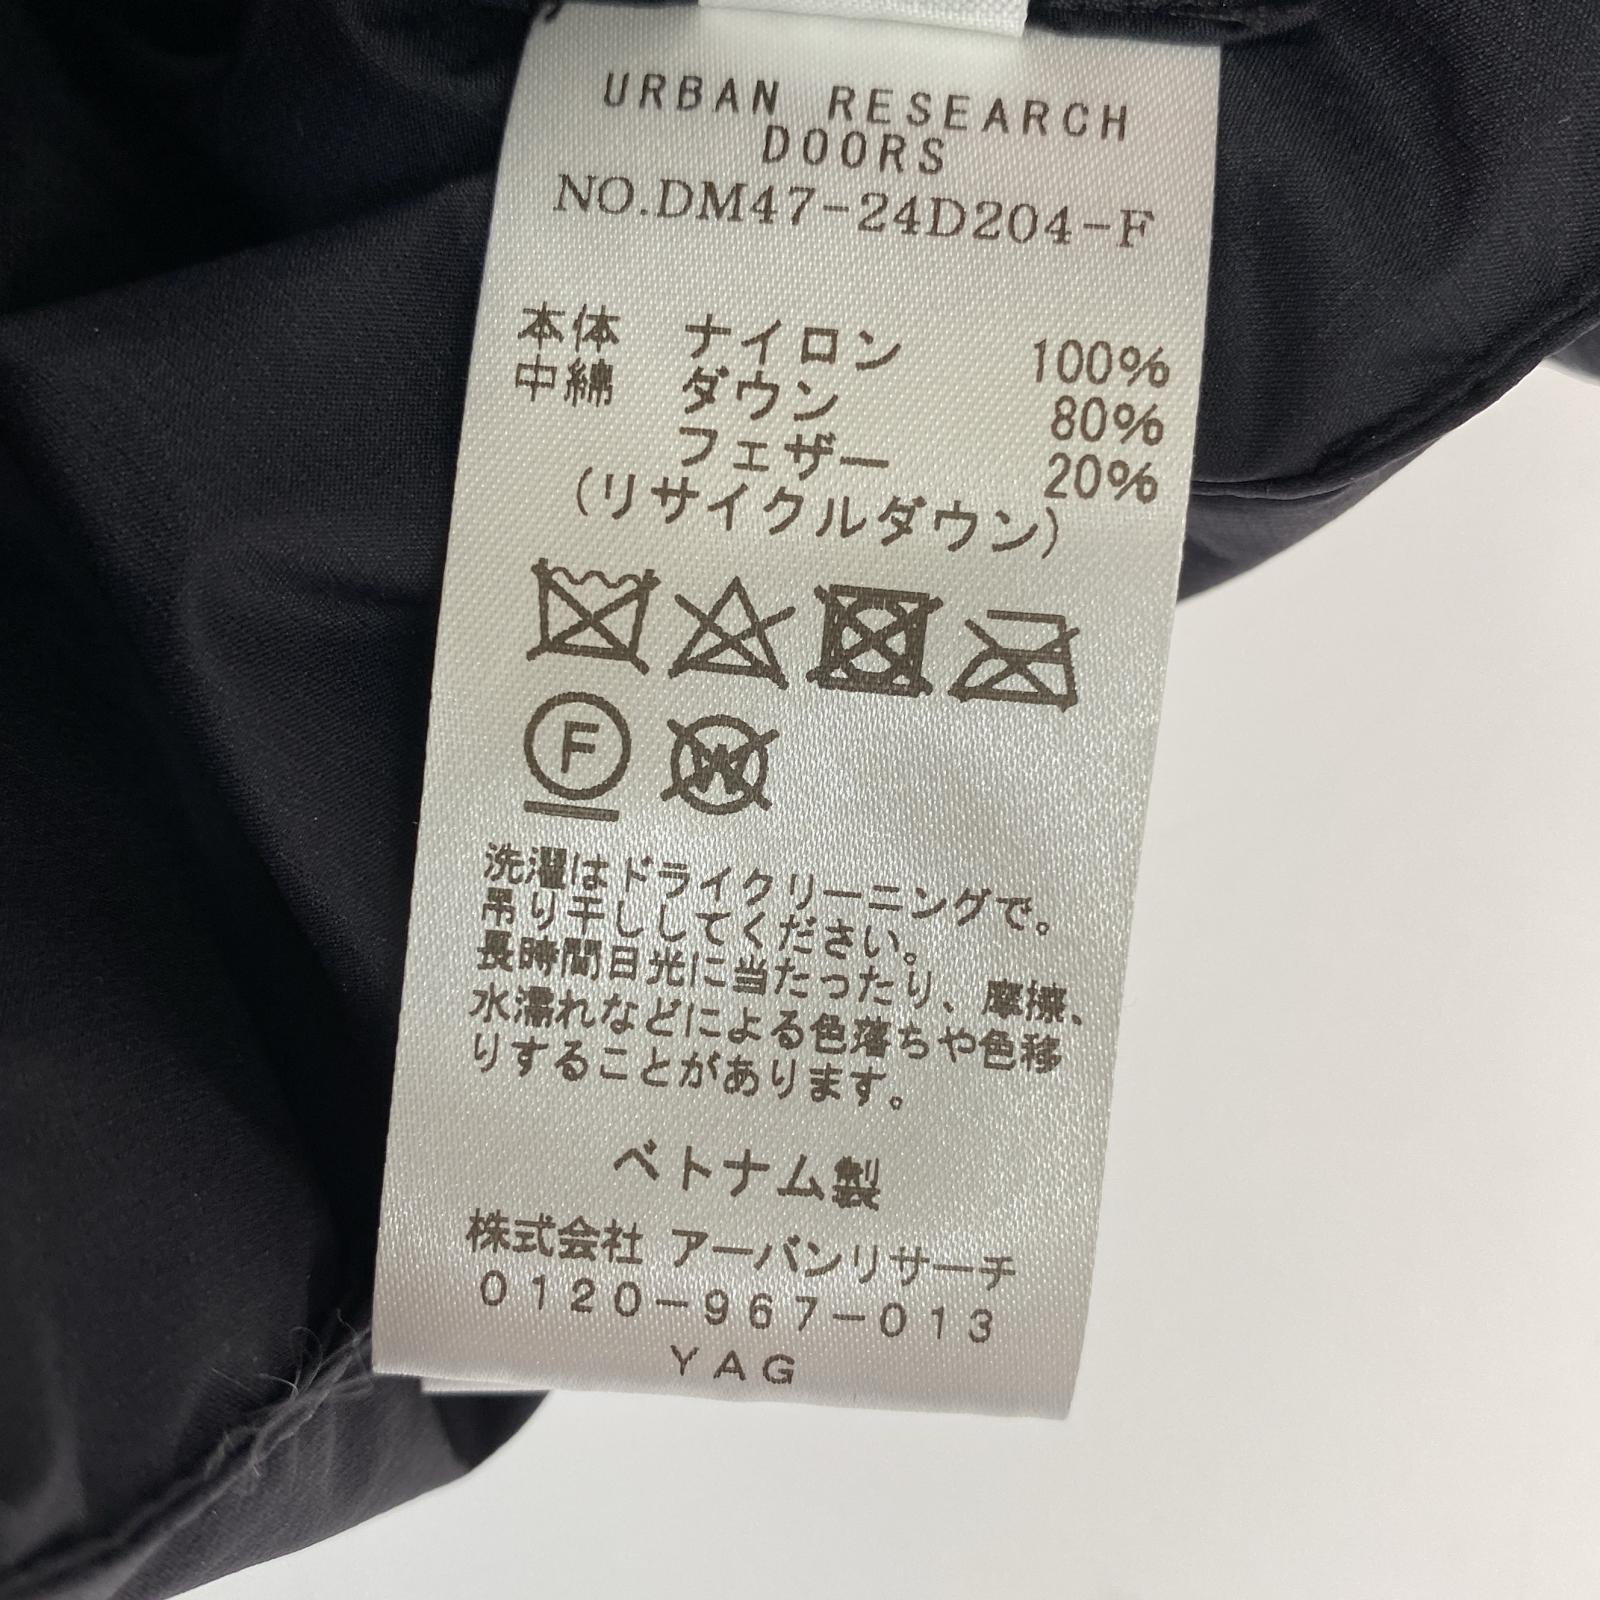 URBAN RESEARCH
DOORS
NO.DM47-24D204-F
本体 ナイロン 100%
中綿 ダウン 80%
フェザー 20%
(リサイクルダウン)
F
W
洗濯はドライクリーニングで。
吊り干ししてください。
長時間日光に当たったり、摩擦、
水濡れなどによる色落ちや色移
りすることがあります。
ベトナム製
株式会社 アーバンリサーチ
0120-967-013
YAG